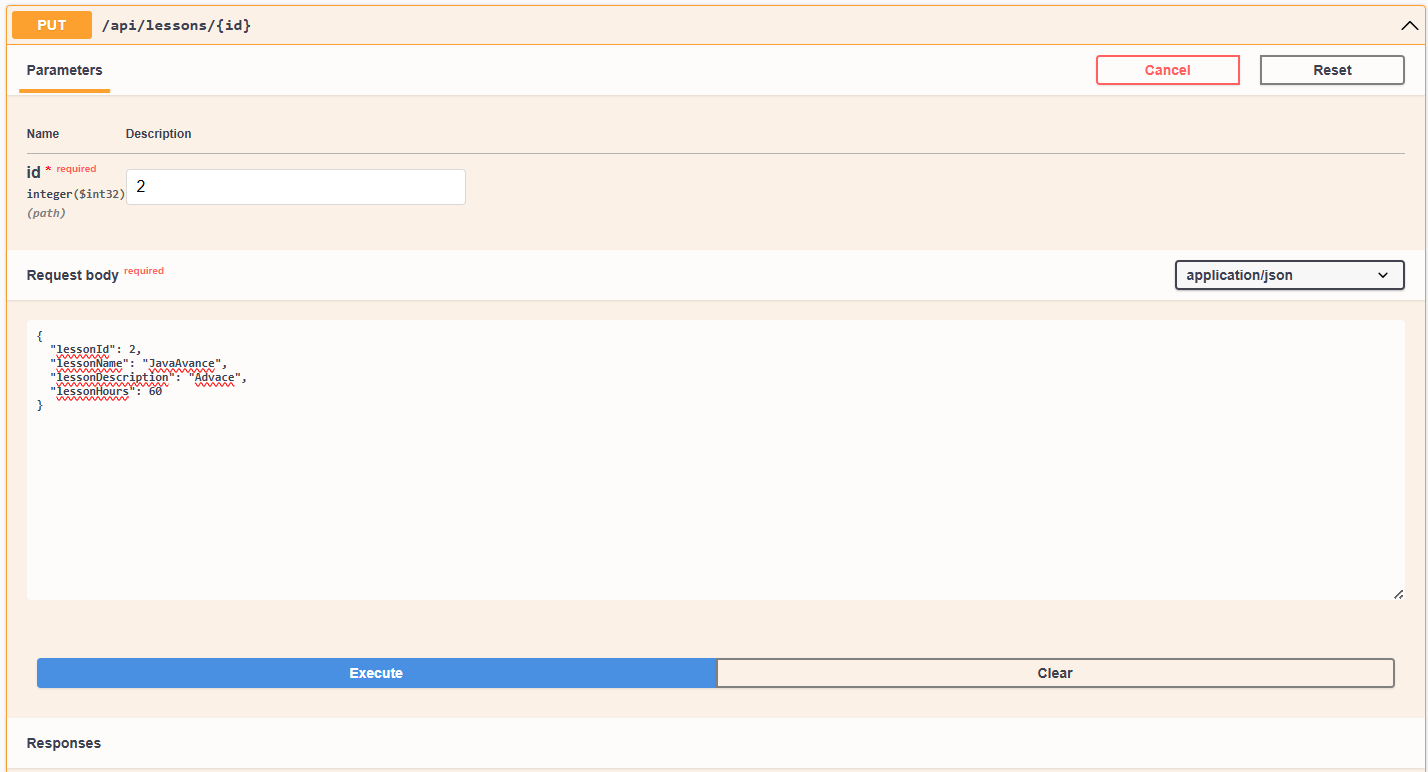 PUT /api/lessons/{id}
Parameters Cancel Reset
Name Description
id * required
integer($int32)
(path)
2
Request body required application/json
{
  "lessonId": 2,
  "lessonName": "JavaAvance",
  "lessonDescription": "Advace",
  "lessonHours": 60
}
Execute Clear
Responses